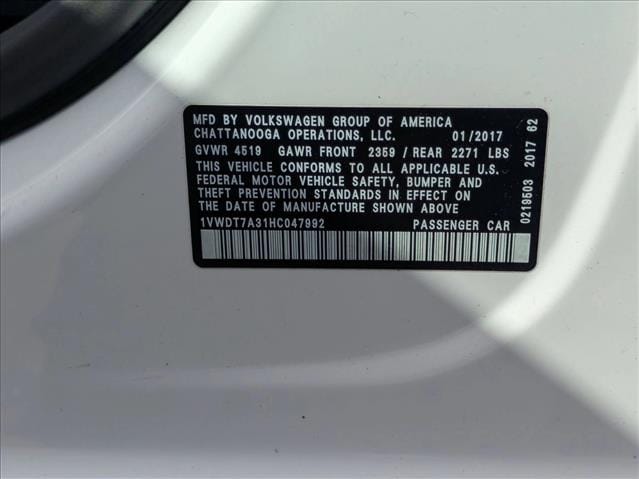 MFD BY VOLKSWAGEN GROUP OF AMERICA
CHATTANOOGA OPERATIONS, LLC. 01/2017
GVWR 4519 GAWR FRONT 2359 / REAR 2271 LBS
THIS VEHICLE CONFORMS TO ALL APPLICABLE U.S.
FEDERAL MOTOR VEHICLE SAFETY, BUMPER AND
THEFT PREVENTION STANDARDS IN EFFECT ON
THE DATE OF MANUFACTURE SHOWN ABOVE
1VWDT7A31HC047992 PASSENGER CAR
0219503 2017 62